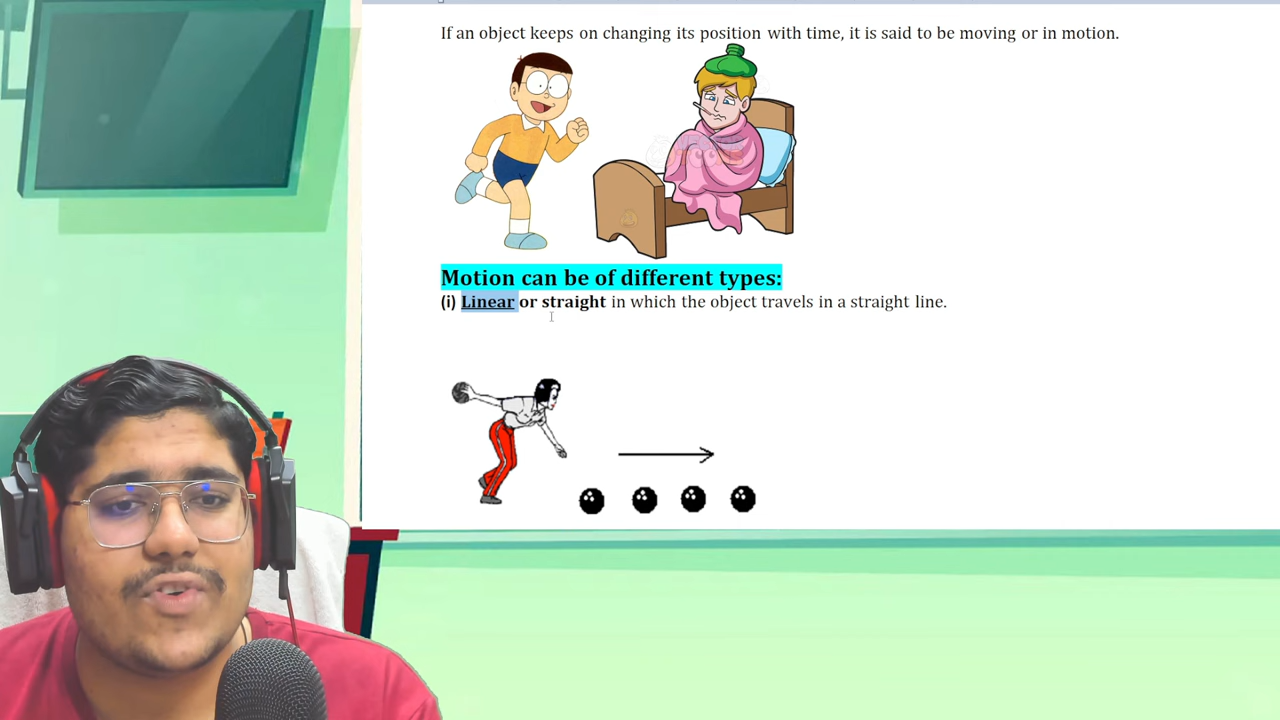 If an object keeps on changing its position with time, it is said to be moving or in motion.
Motion can be of different types:
(i) Linear or straight in which the object travels in a straight line.